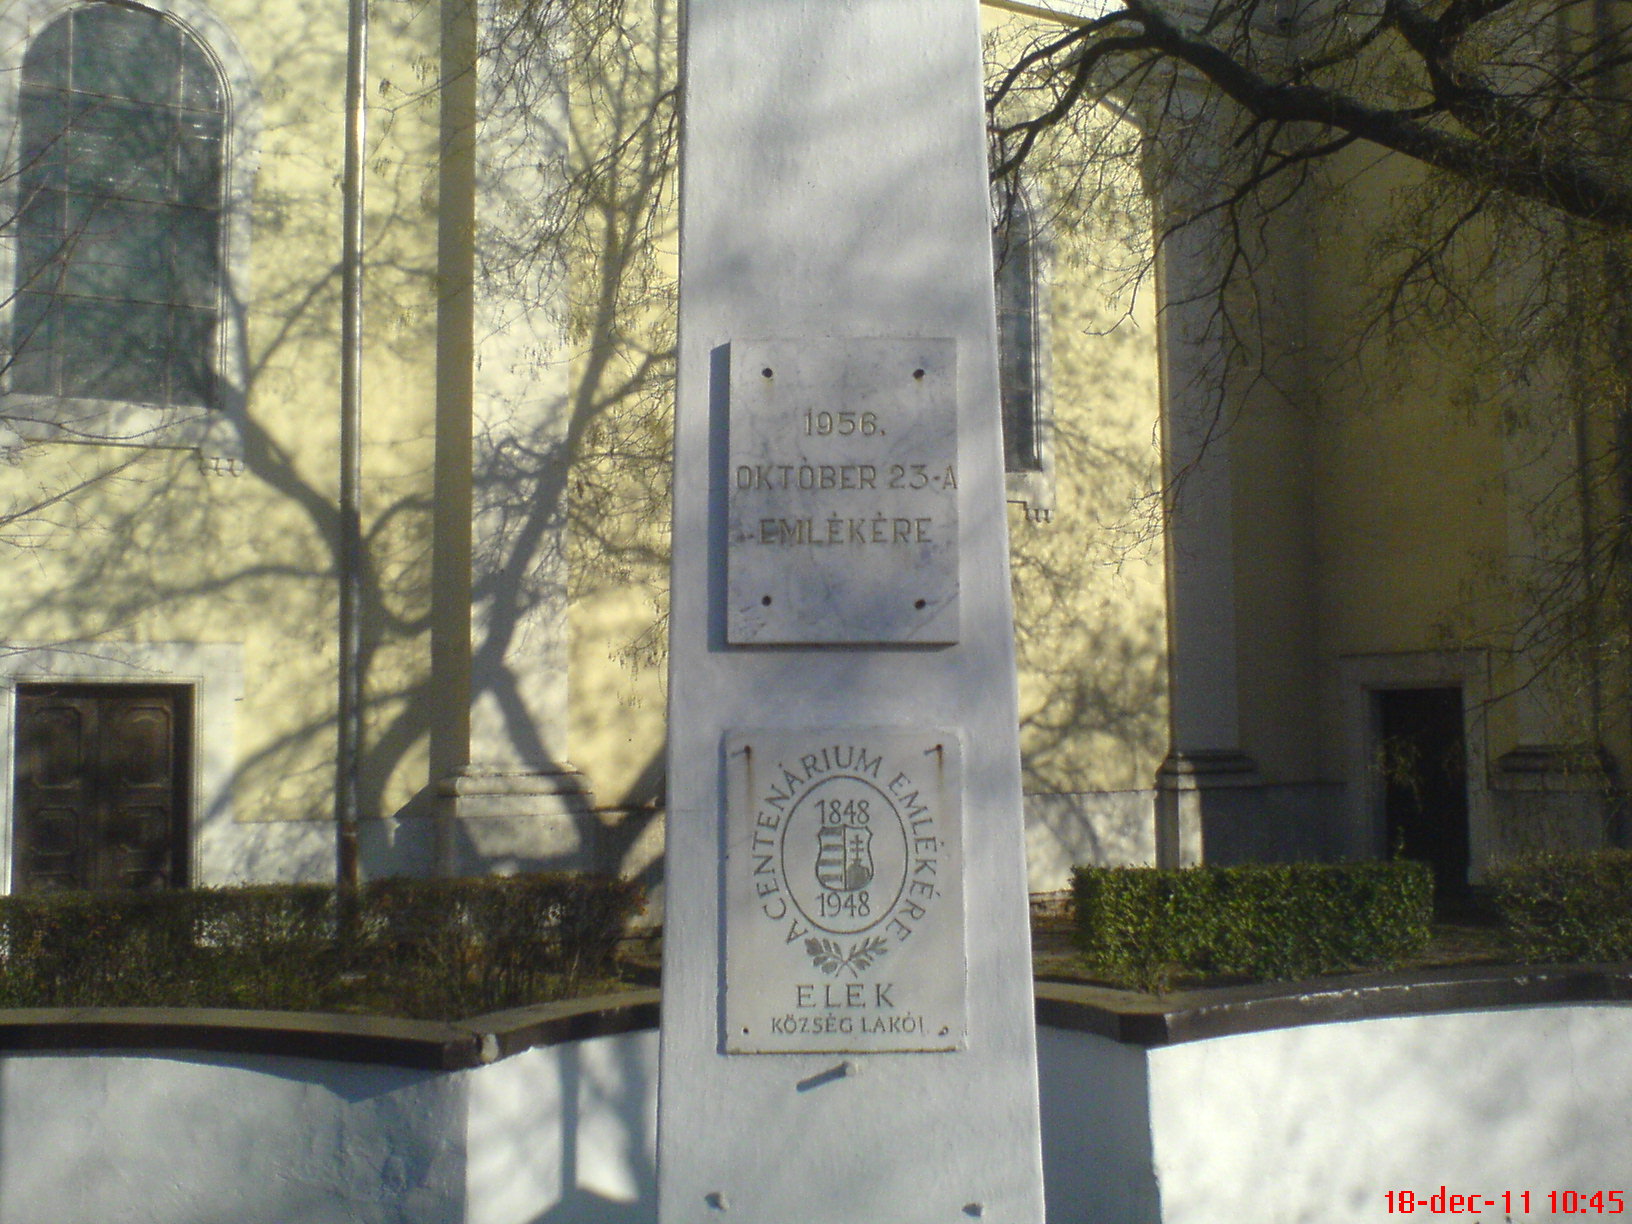 1956.
OKTÓBER 23-A
EMLÉKÉRE
A CENTENÁRIUM EMLÉKÉRE
1848
1948
ELEK
KÖZSÉG LAKÓI.
18-dec-11 10:45